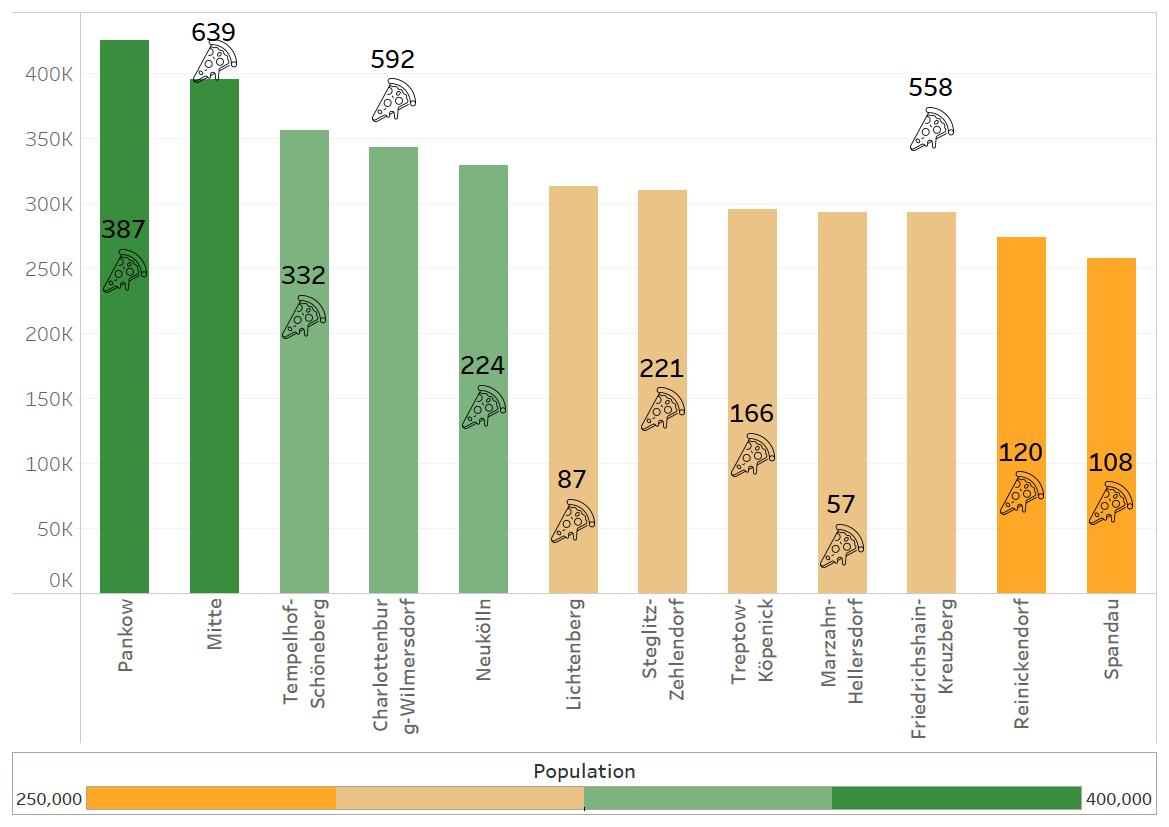 400K
350K
300K
250K
200K
150K
100K
50K
0K
387
639
332
592
224
87
221
166
57
558
120
108
Pankow
Mitte
Tempelhof-
Schöneberg
Charlottenbur
g-Wilmersdorf
Neukölln
Lichtenberg
Steglitz-
Zehlendorf
Treptow-
Köpenick
Marzahn-
Hellersdorf
Friedrichshain-
Kreuzberg
Reinickendorf
Spandau
Population
250,000
400,000